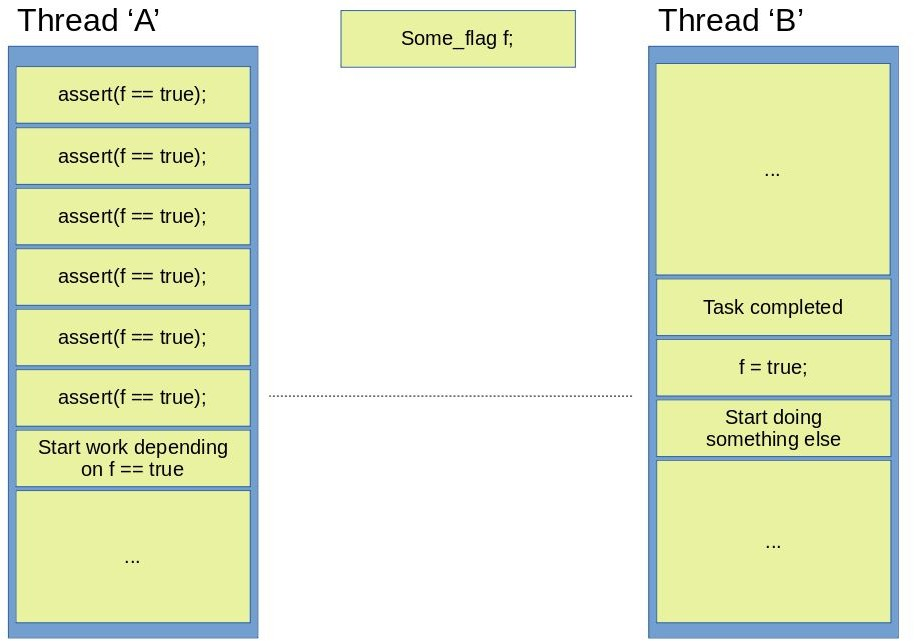 Thread ‘A’
assert(f == true);
assert(f == true);
assert(f == true);
assert(f == true);
assert(f == true);
assert(f == true);
Start work depending
on f == true
...
Some_flag f;
Thread ‘B’
...
Task completed
f = true;
Start doing
something else
...